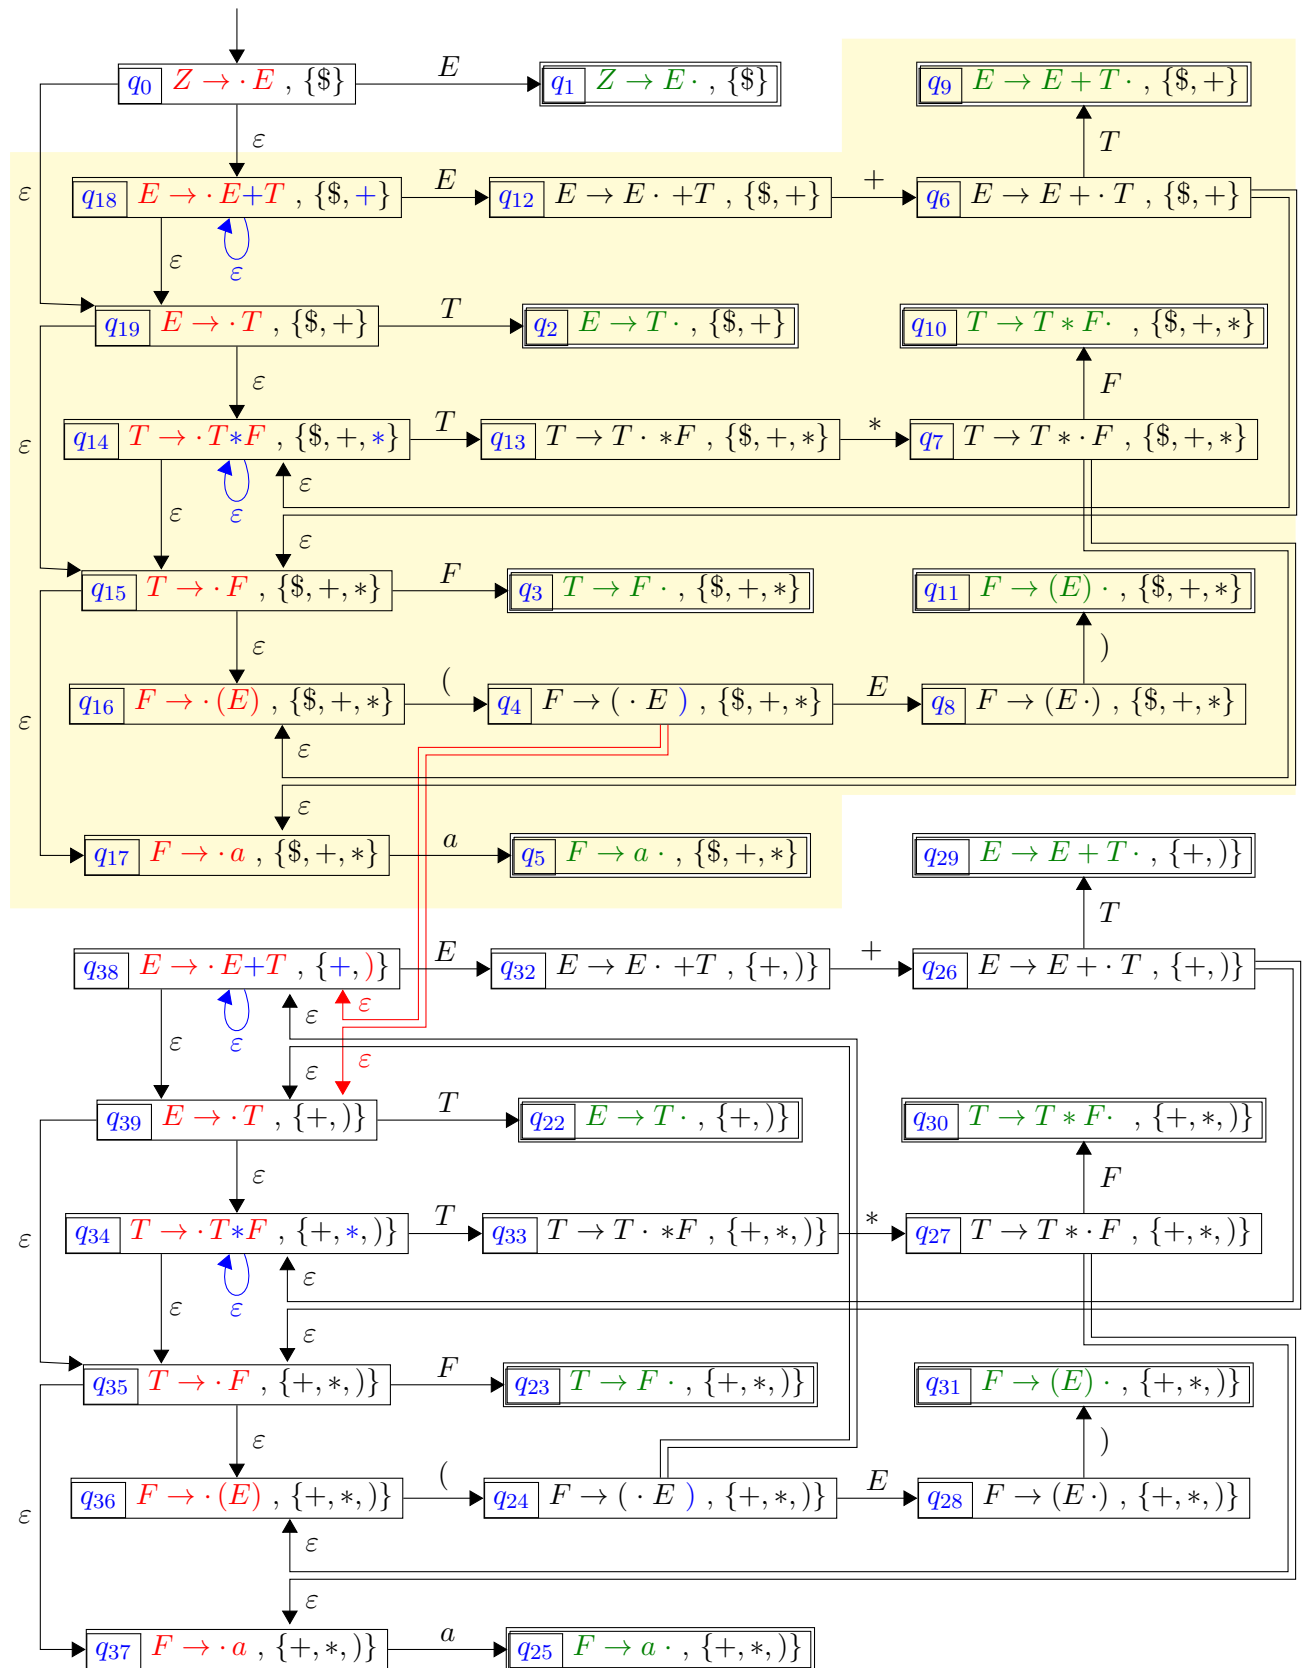 q0 Z → · E , {$} E q1 Z → E · , {$} q9 E → E + T · , {$, +}
ε T
ε q18 E → · E+T , {$, +} E q12 E → E · +T , {$, +} + q6 E → E + · T , {$, +}
ε ε
q19 E → · T , {$, +} T q2 E → T · , {$, +} q10 T → T ∗ F · , {$, +, ∗}
ε F
ε q14 T → · T∗F , {$, +, ∗} T q13 T → T · ∗F , {$, +, ∗} ∗ q7 T → T ∗ · F , {$, +, ∗}
ε
ε ε
ε
q15 T → · F , {$, +, ∗} F q3 T → F · , {$, +, ∗} q11 F → (E) · , {$, +, ∗}
ε )
ε q16 F → · (E) , {$, +, ∗} ( q4 F → ( · E ) , {$, +, ∗} E q8 F → (E ·) , {$, +, ∗}
ε
ε
q17 F → · a , {$, +, ∗} a q5 F → a · , {$, +, ∗} q29 E → E + T · , {+, )}
T
q38 E → · E+T , {+, )} E q32 E → E · +T , {+, )} + q26 E → E + · T , {+, )}
ε ε
ε ε
ε ε
q39 E → · T , {+, )} T q22 E → T · , {+, )} q30 T → T ∗ F · , {+, ∗, )}
ε F
ε q34 T → · T∗F , {+, ∗, )} T q33 T → T · ∗F , {+, ∗, )} ∗ q27 T → T ∗ · F , {+, ∗, )}
ε
ε ε
ε
q35 T → · F , {+, ∗, )} F q23 T → F · , {+, ∗, )} q31 F → (E) · , {+, ∗, )}
ε )
ε q36 F → · (E) , {+, ∗, )} ( q24 F → ( · E ) , {+, ∗, )} E q28 F → (E ·) , {+, ∗, )}
ε
ε
q37 F → · a , {+, ∗, )} a q25 F → a · , {+, ∗, )}